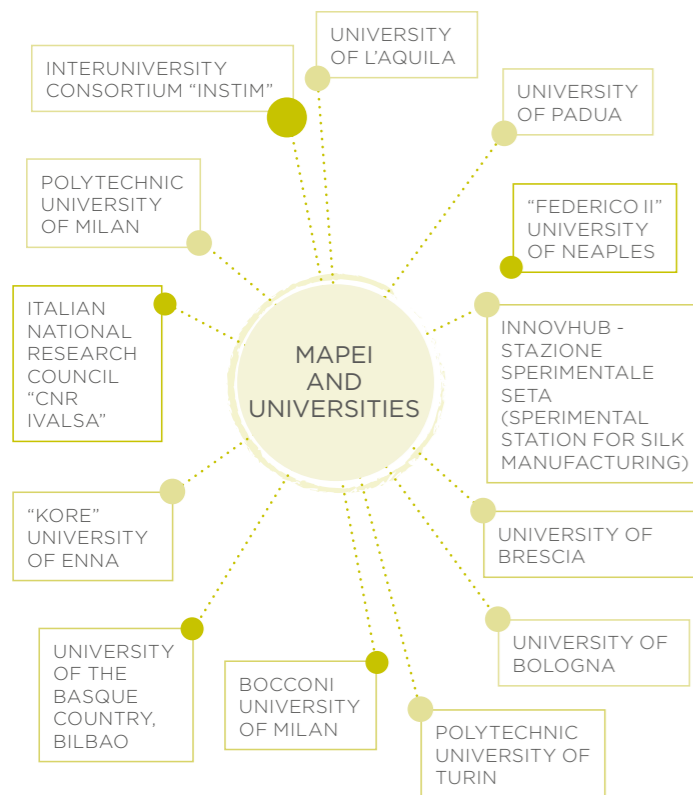 UNIVERSITY
OF L'AQUILA
INTERUNIVERSITY
CONSORTIUM “INSTIM”
UNIVERSITY
OF PADUA
POLYTECHNIC
UNIVERSITY
OF MILAN
“FEDERICO II”
UNIVERSITY
OF NEAPLES
ITALIAN
NATIONAL
RESEARCH
COUNCIL
“CNR
IVALSA”
MAPEI
AND
UNIVERSITIES
INNOVHUB -
STAZIONE
SPERIMENTALE
SETA
(SPERIMENTAL
STATION FOR SILK
MANUFACTURING)
“KORE”
UNIVERSITY
OF ENNA
UNIVERSITY OF
BRESCIA
UNIVERSITY
OF THE
BASQUE
COUNTRY,
BILBAO
BOCCONI
UNIVERSITY
OF MILAN
UNIVERSITY OF
BOLOGNA
POLYTECHNIC
UNIVERSITY OF
TURIN